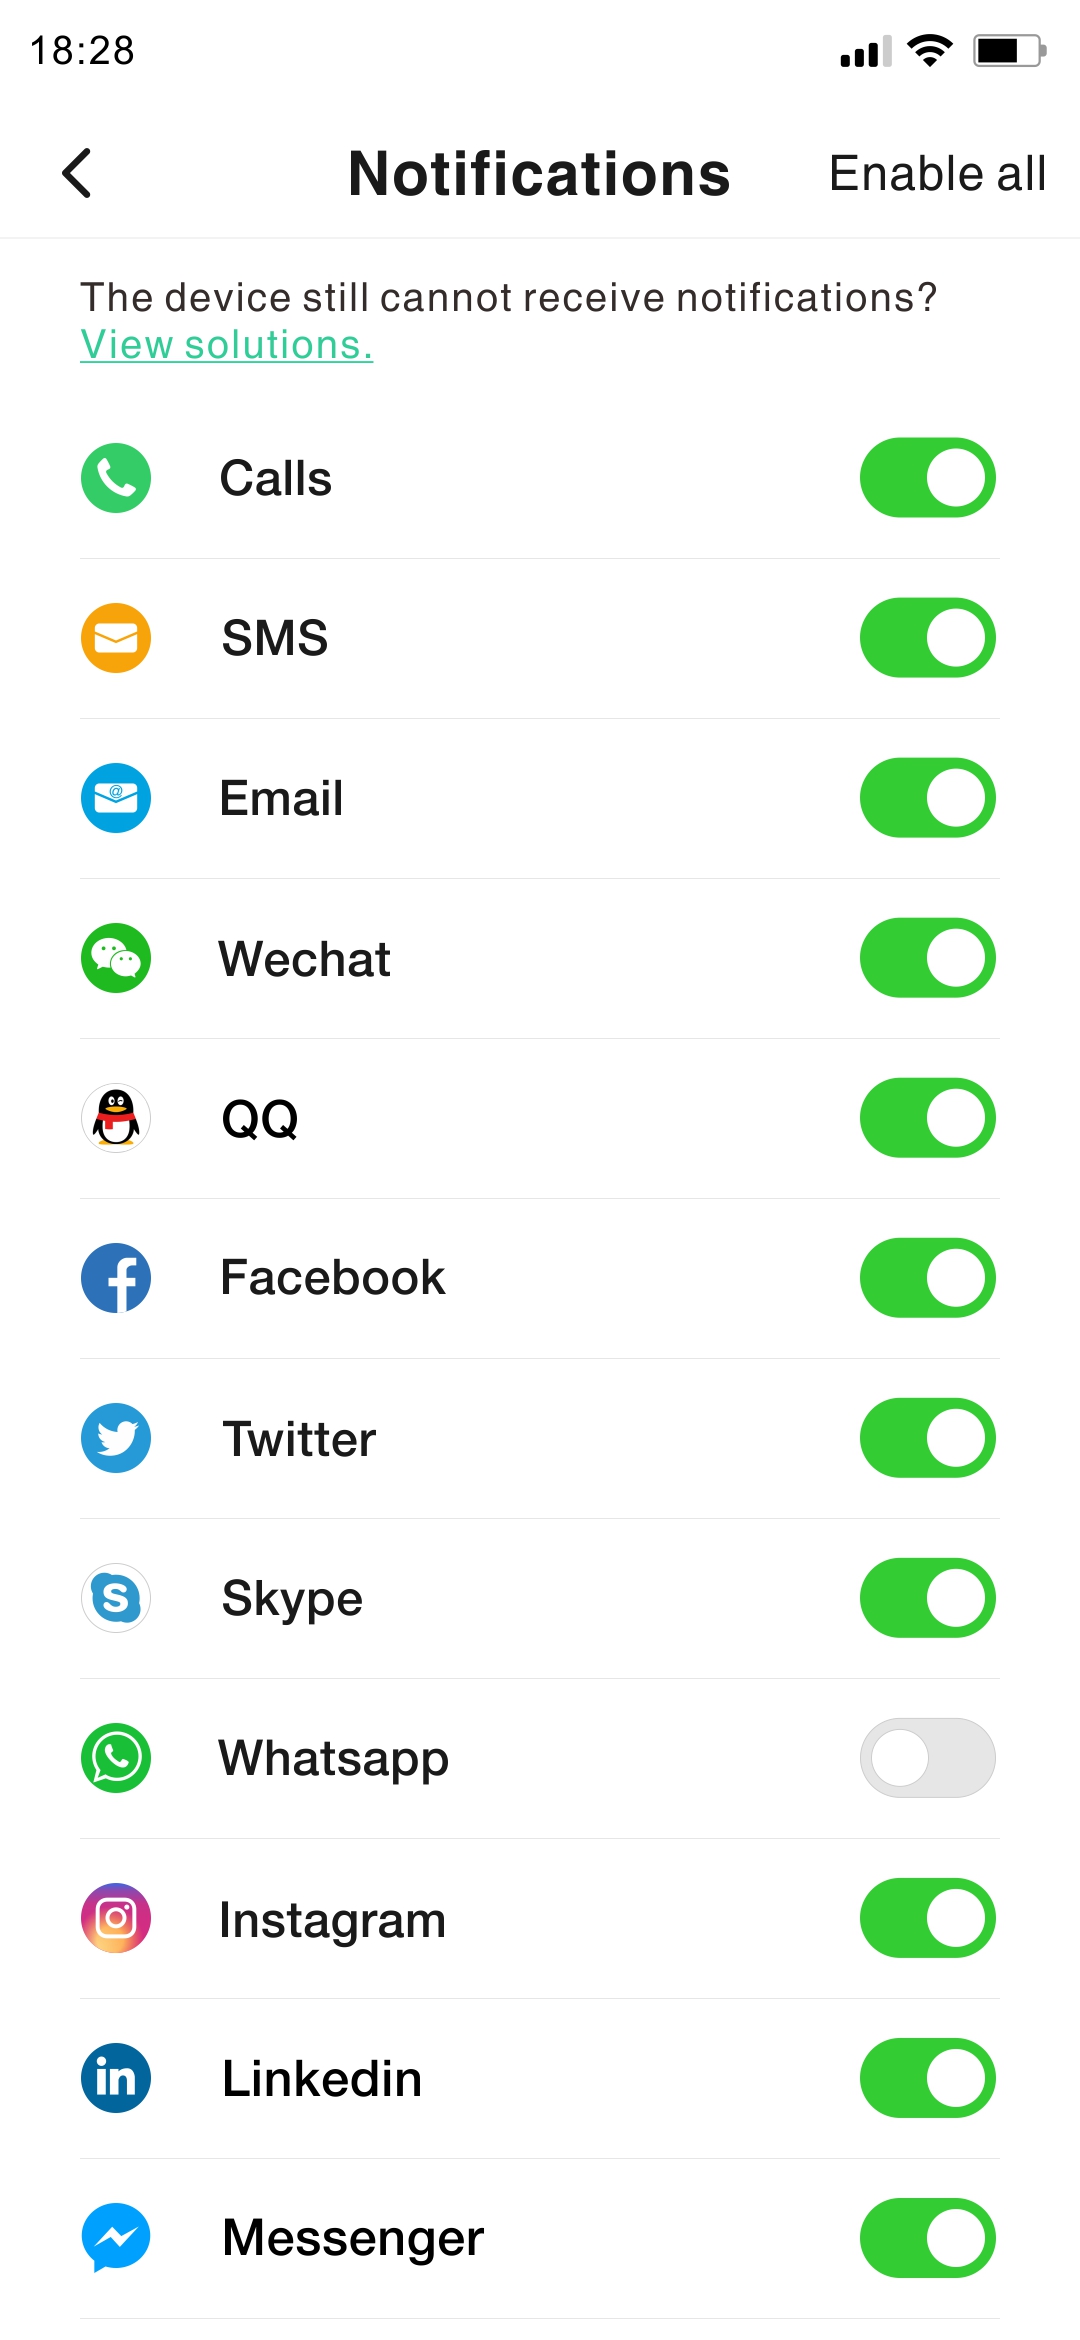 18:28
Notifications
Enable all
The device still cannot receive notifications?
View solutions.
Calls
SMS
@
Email
Wechat
QQ
f
Facebook
Twitter
S
Skype
Whatsapp
Instagram
in
Linkedin
Messenger